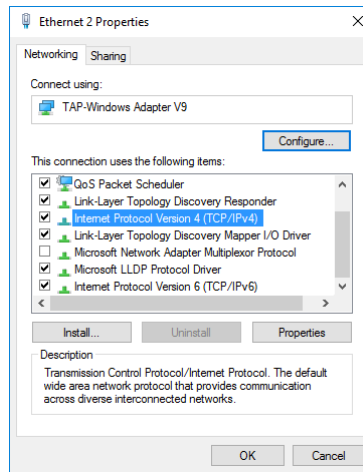 Ethernet 2 Properties
Networking
Sharing
Connect using:
TAP-Windows Adapter V9
Configure...
This connection uses the following items:
QoS Packet Scheduler
Link-Layer Topology Discovery Responder
Internet Protocol Version 4 (TCP/IPv4)
Link-Layer Topology Discovery Mapper I/O Driver
Microsoft Network Adapter Multiplexor Protocol
Microsoft LLDP Protocol Driver
Internet Protocol Version 6 (TCP/IPv6)
Install...
Uninstall
Properties
Description
Transmission Control Protocol/Internet Protocol. The default
wide area network protocol that provides communication
across diverse interconnected networks.
OK
Cancel